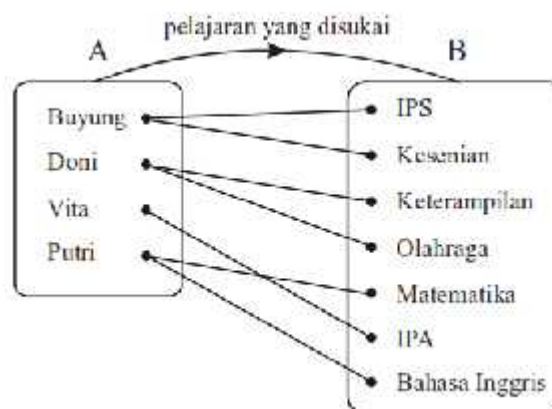 pelajaran yang disukai
A
B
Buyung
Doni
Vita
Putri
IPS
Kesenian
Keterampilan
Olahraga
Matematika
IPA
Bahasa Inggris